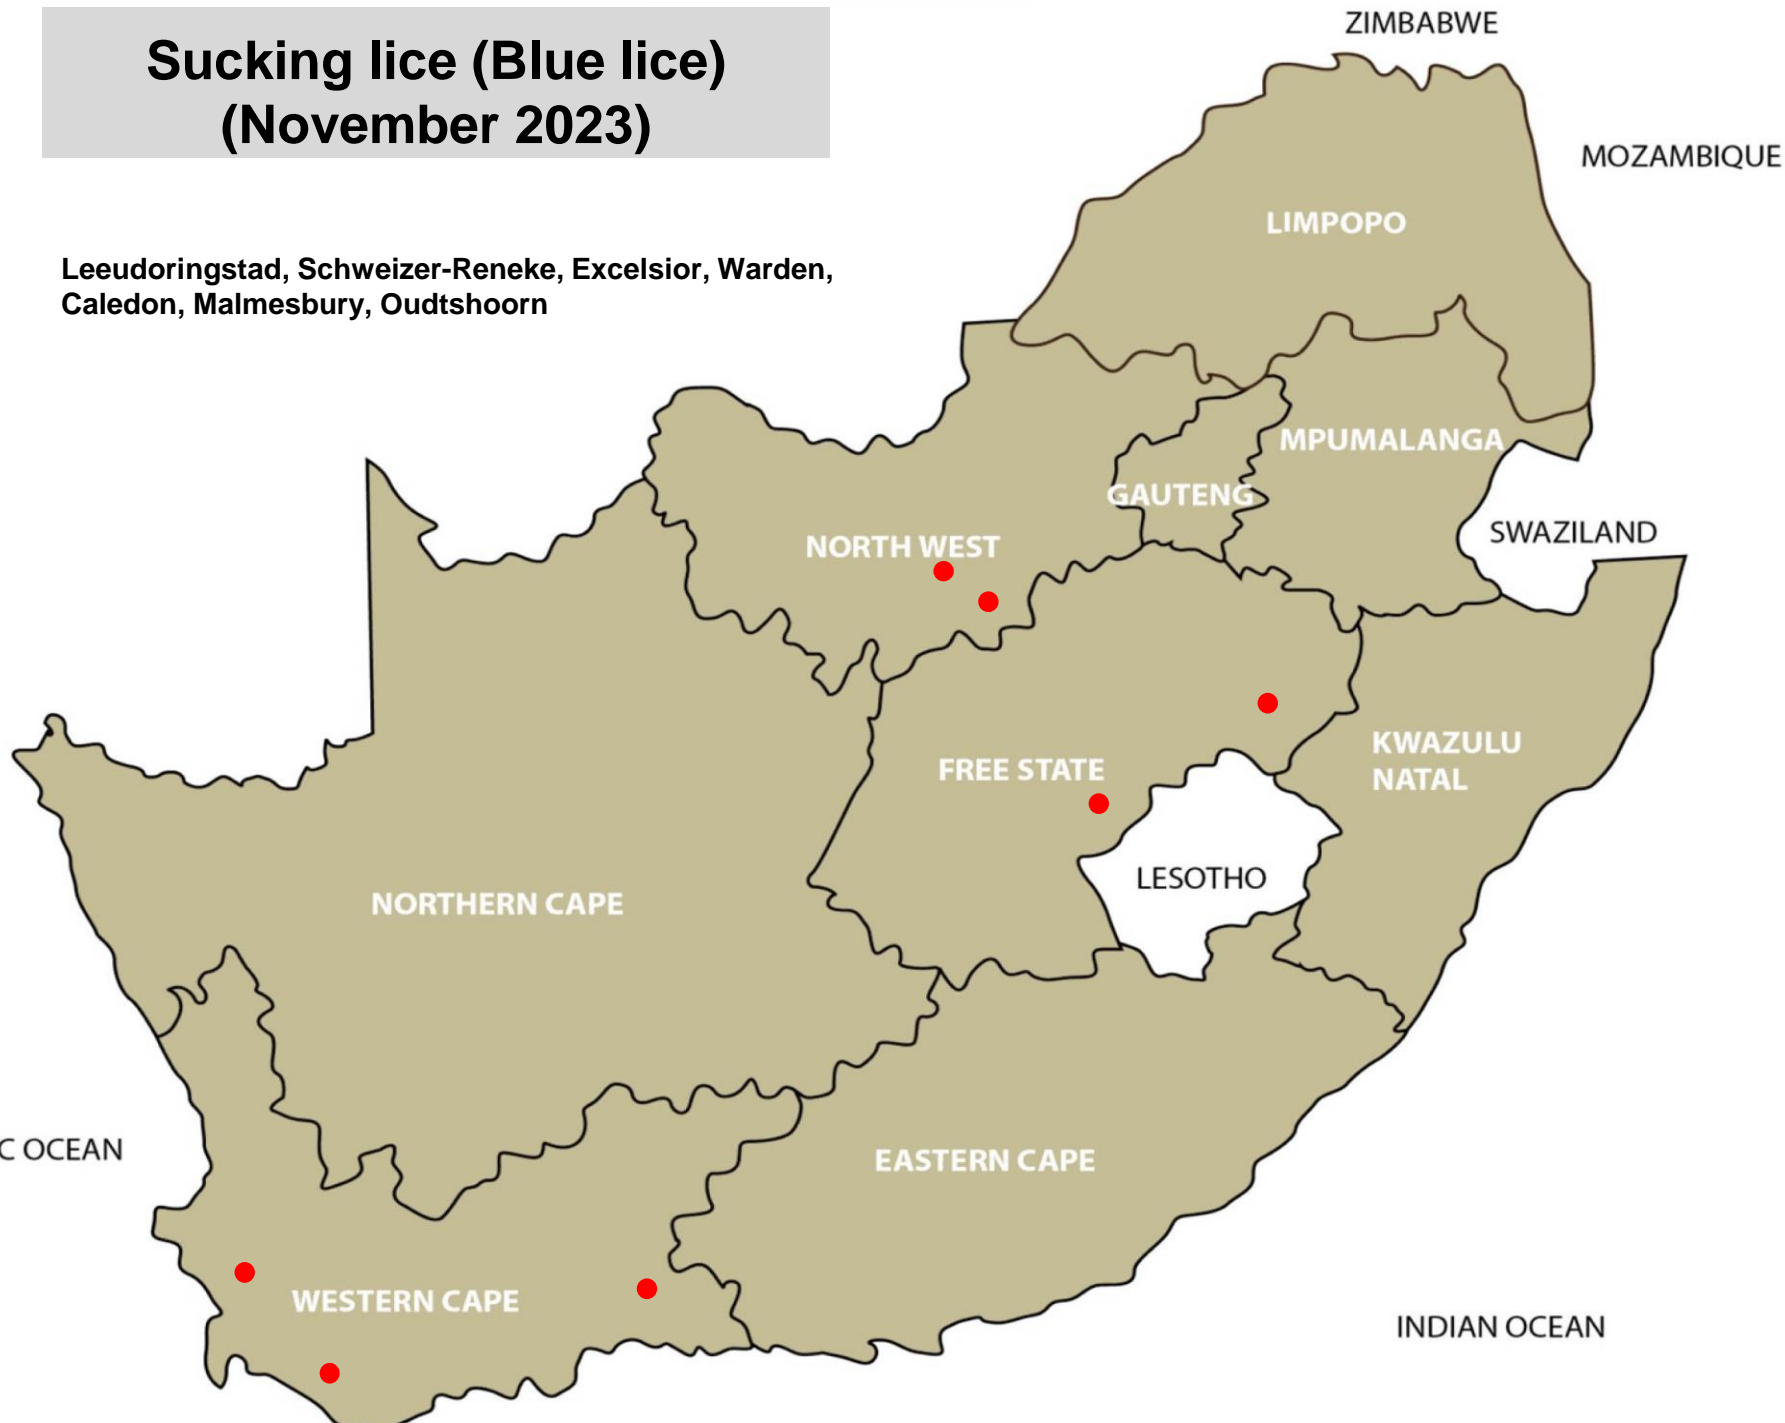 Sucking lice (Blue lice)
(November 2023)
Leeudoringstad, Schweizer-Reneke, Excelsior, Warden,
Caledon, Malmesbury, Oudtshoorn
ZIMBABWE
MOZAMBIQUE
LIMPOPO
MPUMALANGA
GAUTENG
SWAZILAND
NORTH WEST
KWAZULU
NATAL
FREE STATE
LESOTHO
NORTHERN CAPE
C OCEAN
EASTERN CAPE
WESTERN CAPE
INDIAN OCEAN